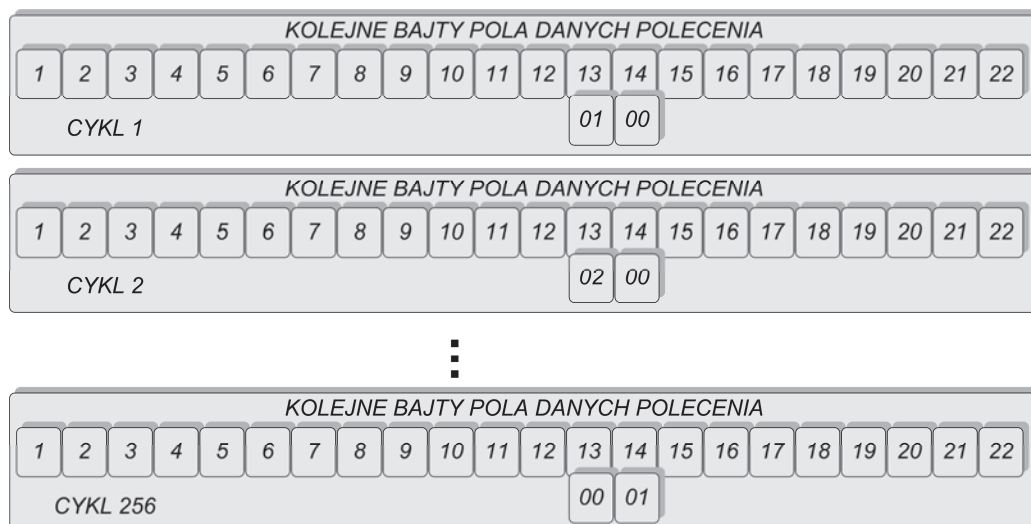 KOLEJNE BAJTY POLA DANYCH POLECENIA
1 2 3 4 5 6 7 8 9 10 11 12 13 14 15 16 17 18 19 20 21 22
01 00
CYKL 1
KOLEJNE BAJTY POLA DANYCH POLECENIA
1 2 3 4 5 6 7 8 9 10 11 12 13 14 15 16 17 18 19 20 21 22
02 00
CYKL 2
KOLEJNE BAJTY POLA DANYCH POLECENIA
1 2 3 4 5 6 7 8 9 10 11 12 13 14 15 16 17 18 19 20 21 22
00 01
CYKL 256